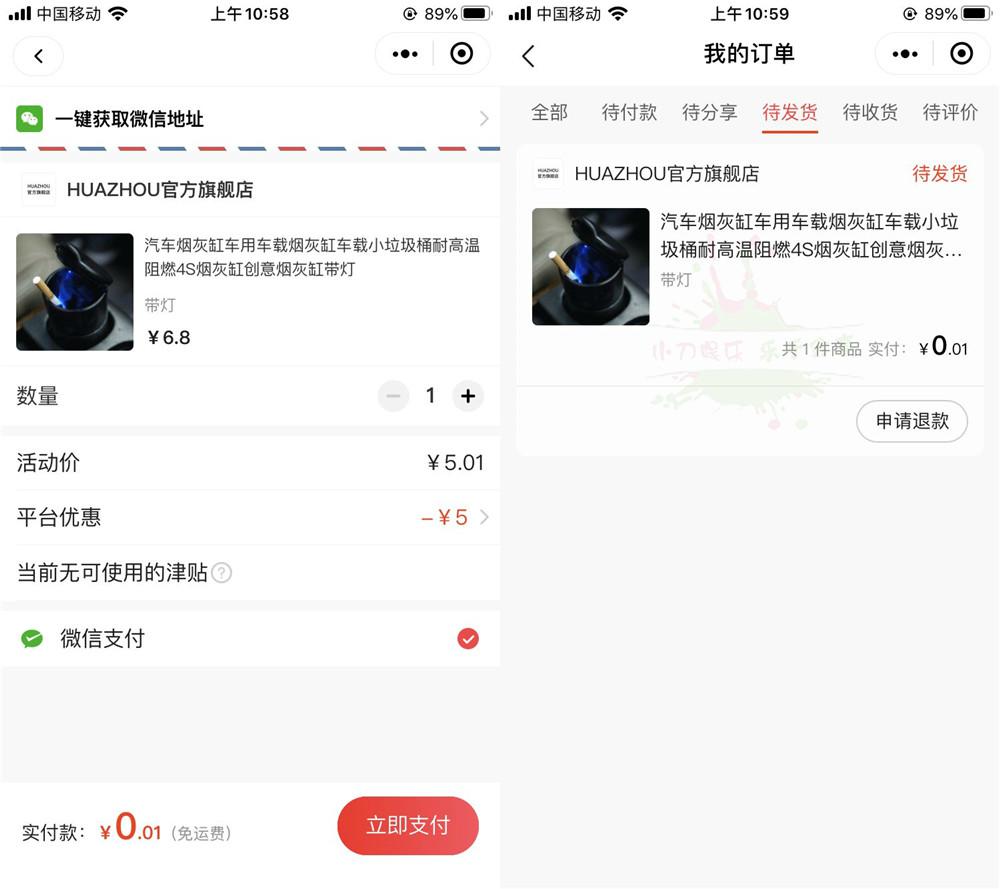 中国移动
上午10:58
89%
一键获取微信地址
HUAZHOU
官方旗舰店
HUAZHOU官方旗舰店
汽车烟灰缸车用车载烟灰缸车载小垃圾桶耐高温
阻燃4S烟灰缸创意烟灰缸带灯
带灯
¥6.8
数量
1
活动价
¥5.01
平台优惠
-¥5
当前无可使用的津贴?
微信支付
实付款: ¥0.01 (免运费)
立即支付
中国移动
上午10:59
89%
我的订单
全部
待付款
待分享
待发货
待收货
待评价
HUAZHOU
官方旗舰店
HUAZHOU官方旗舰店
待发货
汽车烟灰缸车用车载烟灰缸车载小垃
圾桶耐高温阻燃4S烟灰缸创意烟灰...
带灯
小刀娱乐
共1件商品 实付: ¥0.01
申请退款